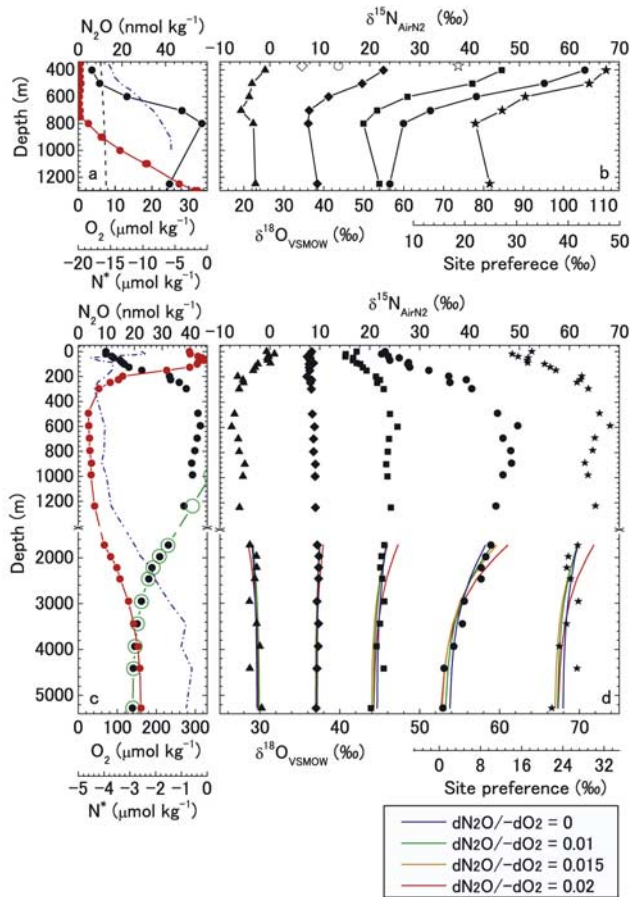 N₂O (nmol kg⁻¹)
0 20 40
δ¹⁵N_AirN2 (‰)
-10 0 10 20 30 40 50 60 70
Depth (m)
400
600
800
1000
1200
a
b
0 10 20 30
O₂ (μmol kg⁻¹)
-20 -10 0
N* (μmol kg⁻¹)
20 30 40 50 60 70 80 90 100 110
δ¹⁸O_VSMOW (‰)
10 20 30 40 50
Site preferece (‰)
N₂O (nmol kg⁻¹)
0 10 20 30 40
δ¹⁵N_AirN2 (‰)
-10 0 10 20 30 40 50 60 70
Depth (m)
0
200
400
600
800
1000
1200
2000
3000
4000
5000
c
d
0 100 200 300
O₂ (μmol kg⁻¹)
-5 -4 -3 -2 -1 0
N* (μmol kg⁻¹)
30 40 50 60 70
δ¹⁸O_VSMOW (‰)
0 8 16 24 32
Site preference (‰)
dN2O/-dO2 = 0
dN2O/-dO2 = 0.01
dN2O/-dO2 = 0.015
dN2O/-dO2 = 0.02